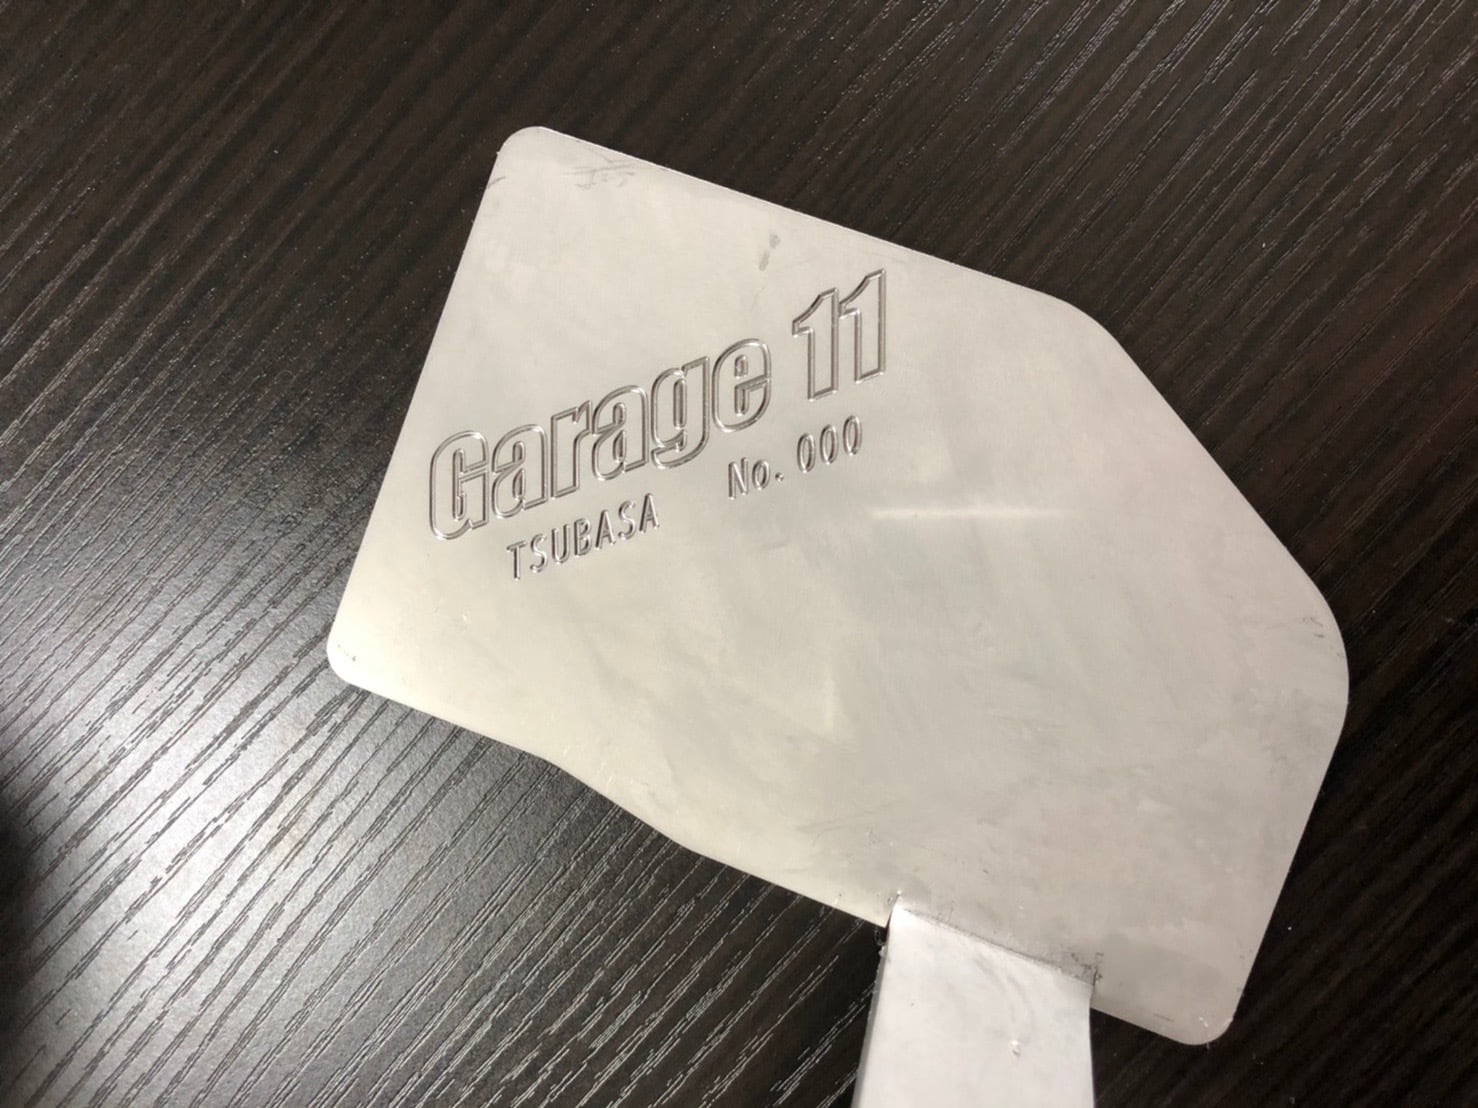 Garage 11
TSUBASA No. 000